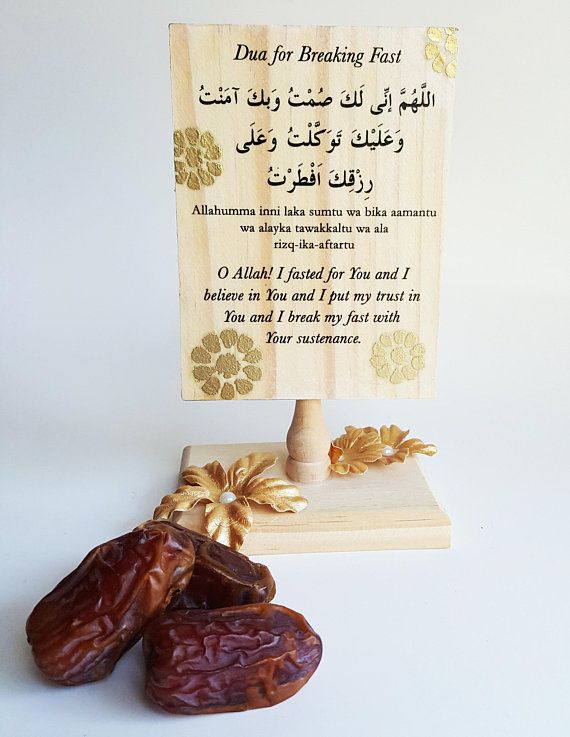 Dua for Breaking Fast
اللَّهُمَّ إِنِّى لَكَ صُمْتُ وَبِكَ آمَنْتُ
وَعَلَيْكَ تَوَكَّلْتُ وَعَلَى
رِزْقِكَ اَفْطَرْتُ
Allahumma inni laka sumtu wa bika aamantu
wa alayka tawakkaltu wa ala
rizq-ika-aftartu
O Allah! I fasted for You and I
believe in You and I put my trust in
You and I break my fast with
Your sustenance.